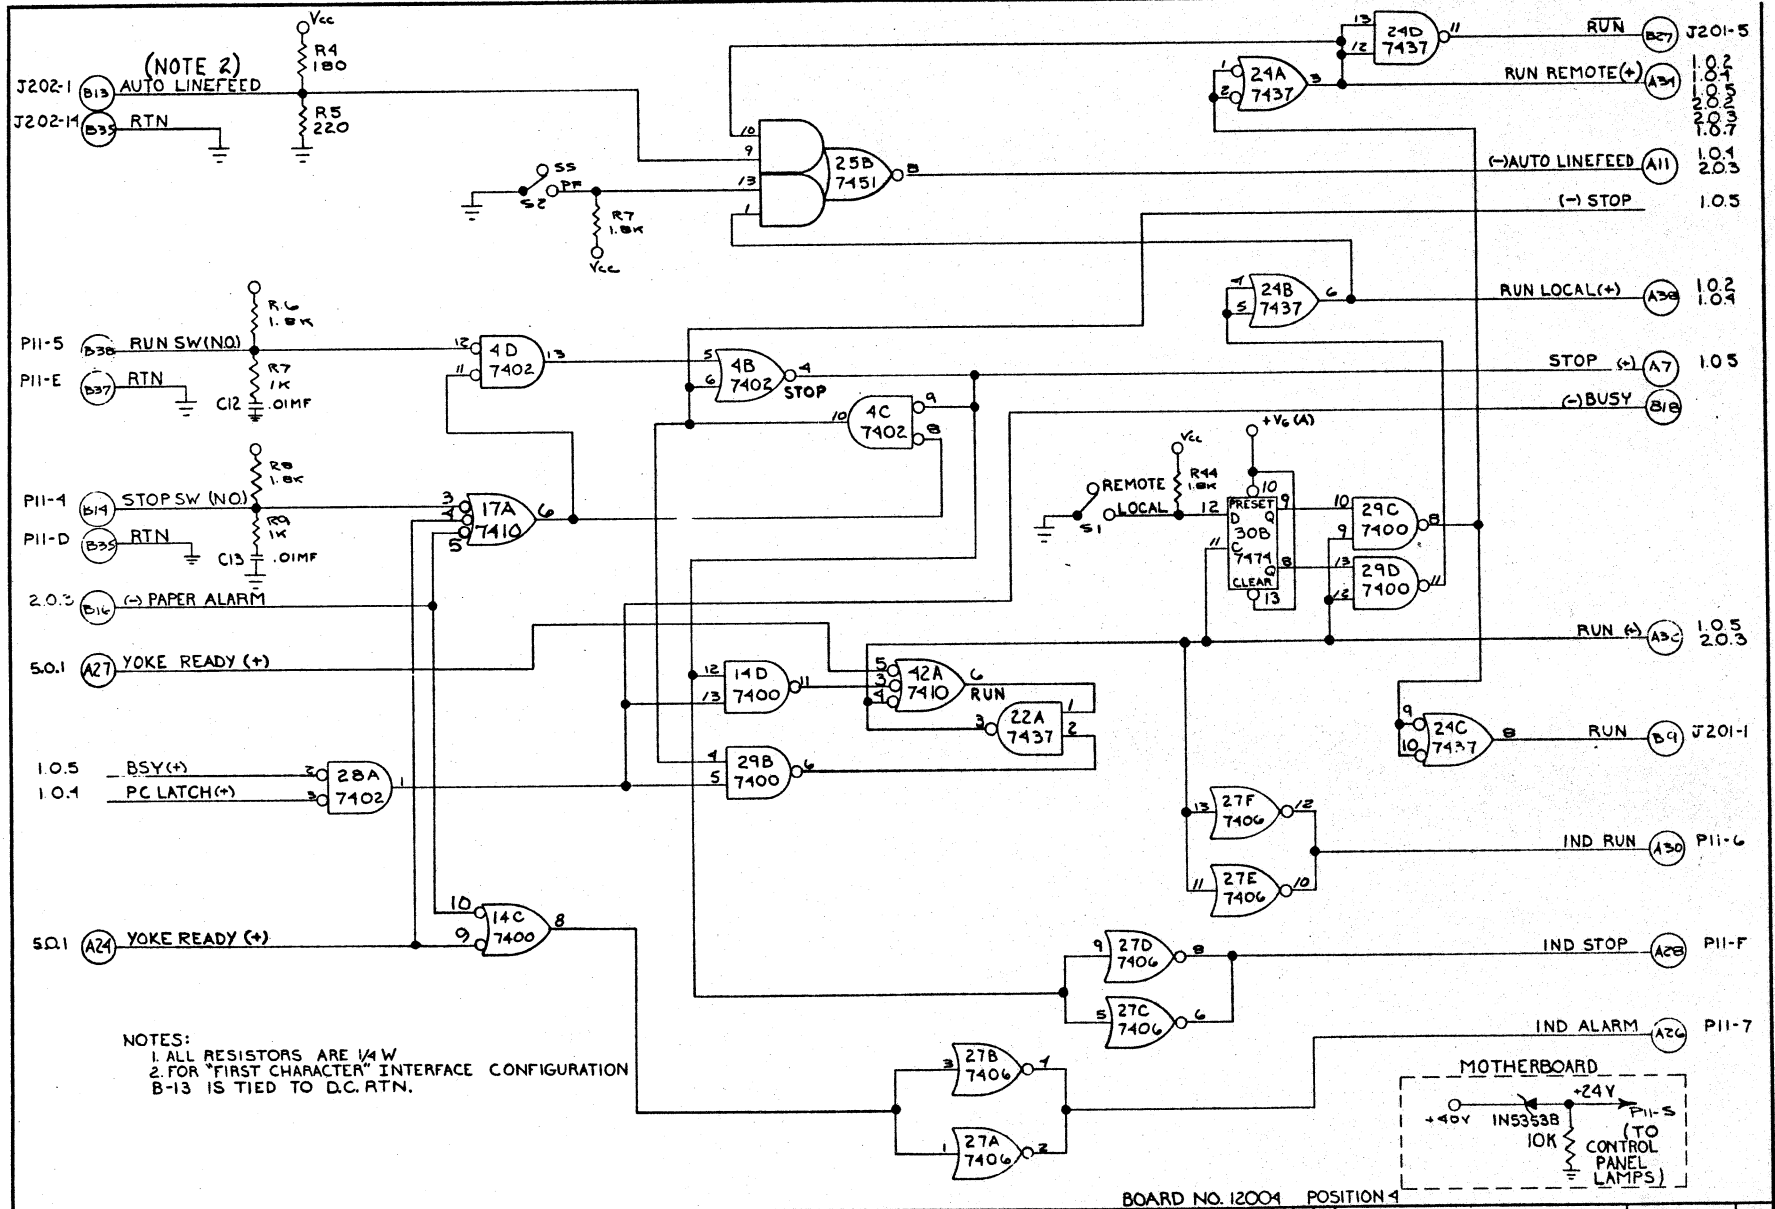 Vcc
R4
180
(NOTE 2)
J202-1 B13 AUTO LINEFEED
J202-14 B35 RTN
R5
220
13
12
24D
7437
11
RUN
B27 J201-5
1
2
24A
7437
3
RUN REMOTE(+)
A34
1.0.2
1.0.4
1.0.5
2.0.2
2.0.3
1.0.7
10
9
13
1
25B
7451
8
(-)AUTO LINEFEED A11
1.0.4
2.0.3
(-) STOP 1.0.5
SS
PF
S2
R7
1.8K
Vcc
4
5
24B
7437
6
RUN LOCAL(+) A38
1.0.2
1.0.4
R6
1.8K
P11-5 B38 RUN SW(N.O.)
P11-E B37 RTN
R7
1K
C12 .01MF
12
11
4D
7402
13
5
6
4B
7402
4
STOP
STOP (+) A7 1.0.5
(-)BUSY B18
10
4C
7402
9
8
+V6(A)
R8
1.8K
P11-4 B14 STOP SW (N.O.)
P11-D B35 RTN
R9
1K
C13 .01MF
3
4
5
17A
7410
6
Vcc
R44
1.8K
REMOTE
LOCAL
S1
12
11
10
PRESET
D Q
30B
C
7474
Q
CLEAR
9
8
13
10
9
29C
7400
8
13
12
29D
7400
11
2.0.3 B16 (-) PAPER ALARM
5.0.1 A27 YOKE READY (+)
RUN (+)
1.0.5
2.0.3
12
13
14D
7400
11
5
3
4
42A
7410
6
RUN
3
22A
7437
1
2
4
5
29B
7400
6
1.0.5 BSY(+)
1.0.4 PC LATCH(+)
2
3
28A
7402
1
9
10
24C
7437
8
RUN B9 J201-1
13
27F
7406
12
11
27E
7406
10
IND RUN A30 P11-6
10
9
14C
7400
8
5.0.1 A24 YOKE READY (+)
9
27D
7406
8
5
27C
7406
6
IND STOP A28 P11-F
3
27B
7406
4
1
27A
7406
2
IND ALARM A26 P11-7
NOTES:
1. ALL RESISTORS ARE 1/4 W
2. FOR "FIRST CHARACTER" INTERFACE CONFIGURATION
B-13 IS TIED TO D.C. RTN.
MOTHERBOARD
+40V
1N5353B
+24V
10K
P11-S
(TO
CONTROL
PANEL
LAMPS)
BOARD NO. 12004 POSITION 4